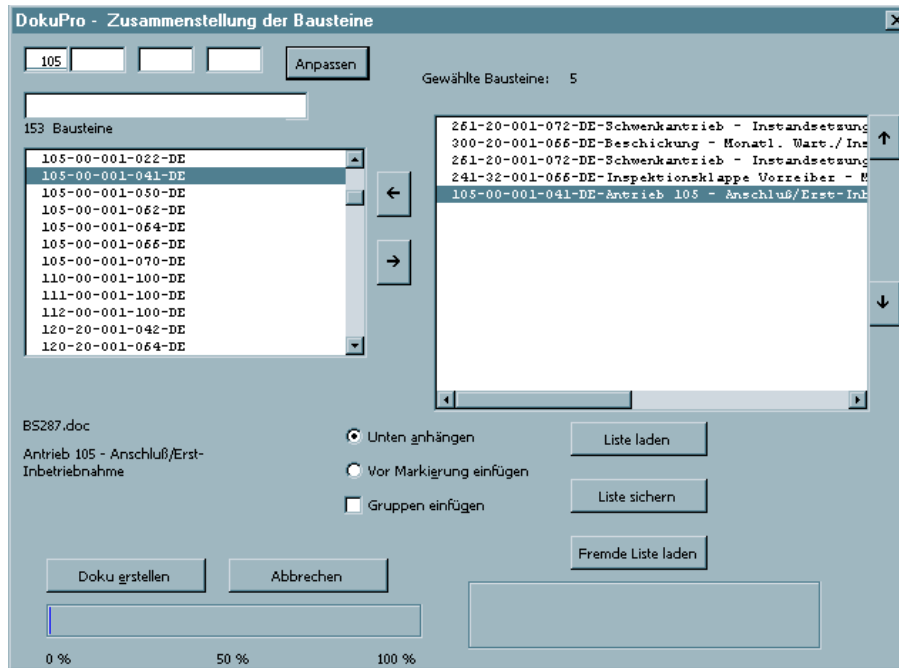 DokuPro - Zusammenstellung der Bausteine
105
Anpassen
Gewählte Bausteine: 5
153 Bausteine
105-00-001-022-DE
105-00-001-041-DE
105-00-001-050-DE
105-00-001-062-DE
105-00-001-064-DE
105-00-001-066-DE
105-00-001-070-DE
110-00-001-100-DE
111-00-001-100-DE
112-00-001-100-DE
120-20-001-042-DE
120-20-001-064-DE
261-20-001-072-DE-Schwenkantrieb - Instandsetzung
300-20-001-066-DE-Beschickung - Monatl. Wart./Ins
261-20-001-072-DE-Schwenkantrieb - Instandsetzung
241-32-001-066-DE-Inspektionsklappe Vorreiber - M
105-00-001-041-DE-Antrieb 105 - Anschluß/Erst-Inb
BS287.doc
Antrieb 105 - Anschluß/Erst-
Inbetriebnahme
Unten anhängen
Vor Markierung einfügen
Gruppen einfügen
Liste laden
Liste sichern
Fremde Liste laden
Doku erstellen
Abbrechen
0 %
50 %
100 %